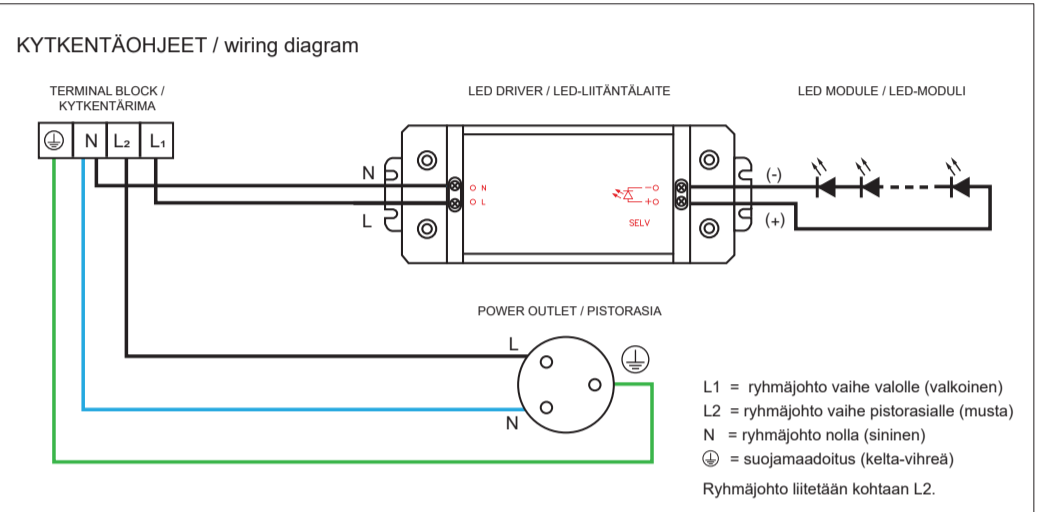 KYTKENTÄOHJEET / wiring diagram
TERMINAL BLOCK /
KYTKENTÄRIMA
LED DRIVER / LED-LIITÄNTÄLAITE
LED MODULE / LED-MODULI
N L₂ L₁
N
L
O N
O L
-O
+O
SELV
(-)
(+)
POWER OUTLET / PISTORASIA
L
N
L1 = ryhmäjohto vaihe valolle (valkoinen)
L2 = ryhmäjohto vaihe pistorasialle (musta)
N = ryhmäjohto nolla (sininen)
⏚ = suojamaadoitus (kelta-vihreä)
Ryhmäjohto liitetään kohtaan L2.